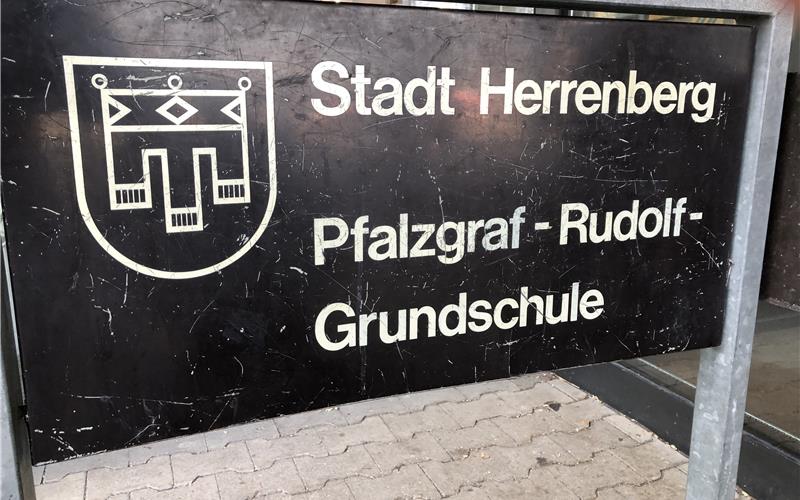 Stadt Herrenberg
Pfalzgraf-Rudolf-
Grundschule